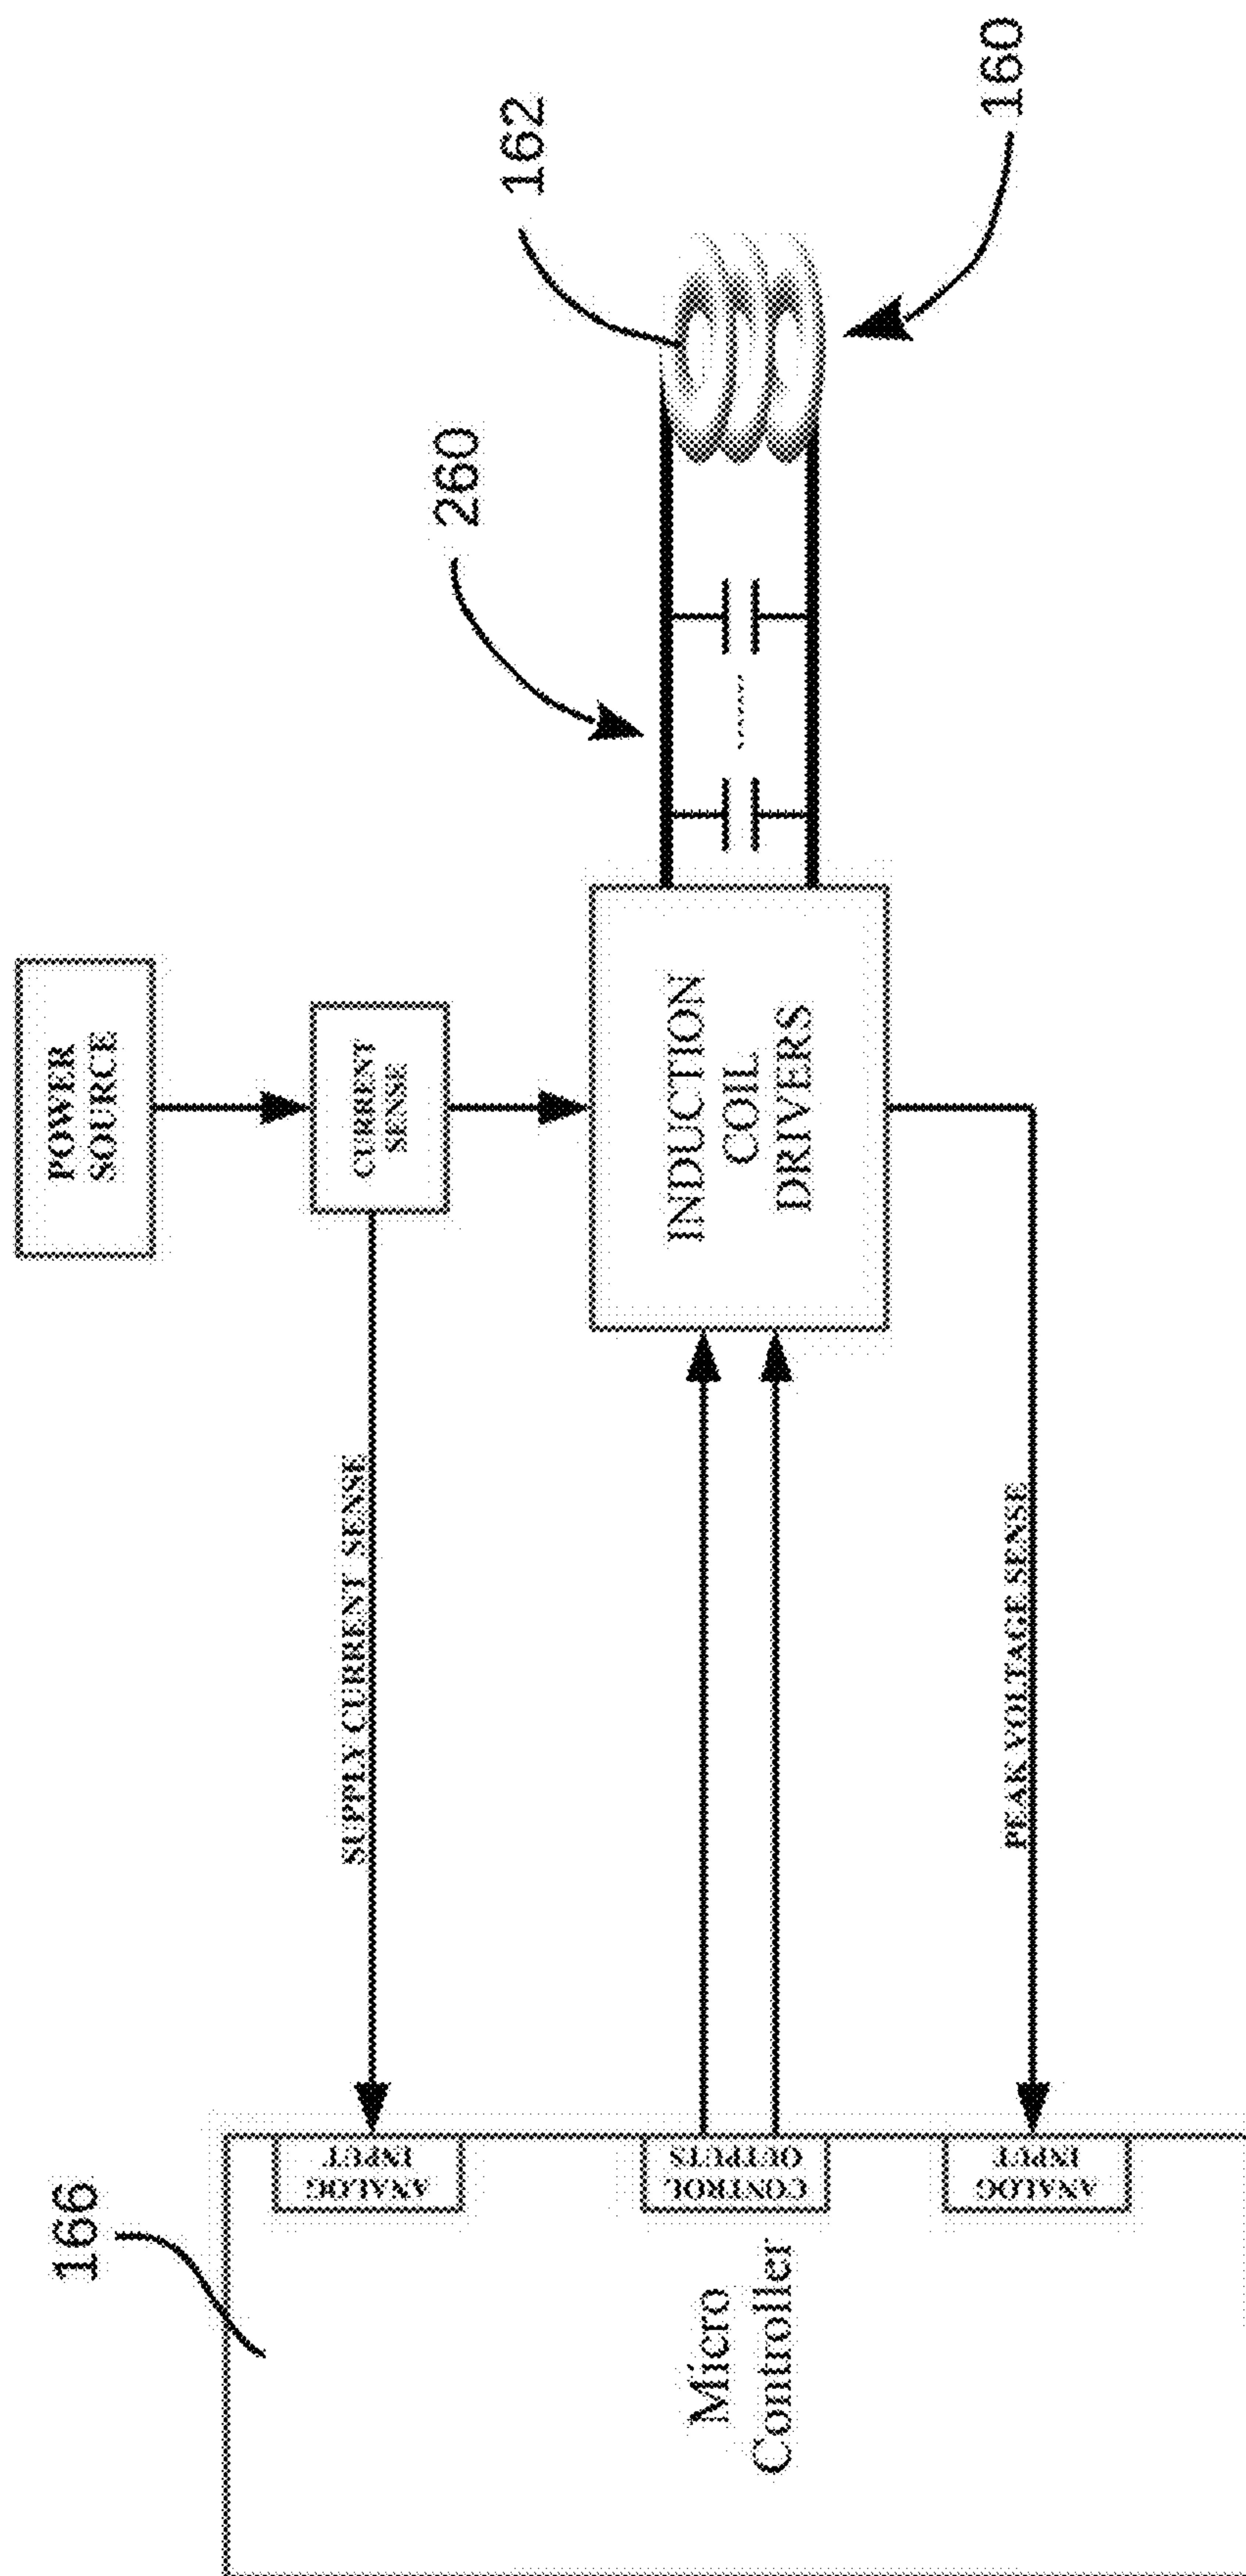 166
Micro
Controller
ANALOG
INPUT
CONTROL
OUTPUTS
ANALOG
INPUT
SUPPLY CURRENT SENSE
PEAK VOLTAGE SENSE
POWER
SOURCE
CURRENT
SENSE
INDUCTION
COIL
DRIVERS
260
162
160